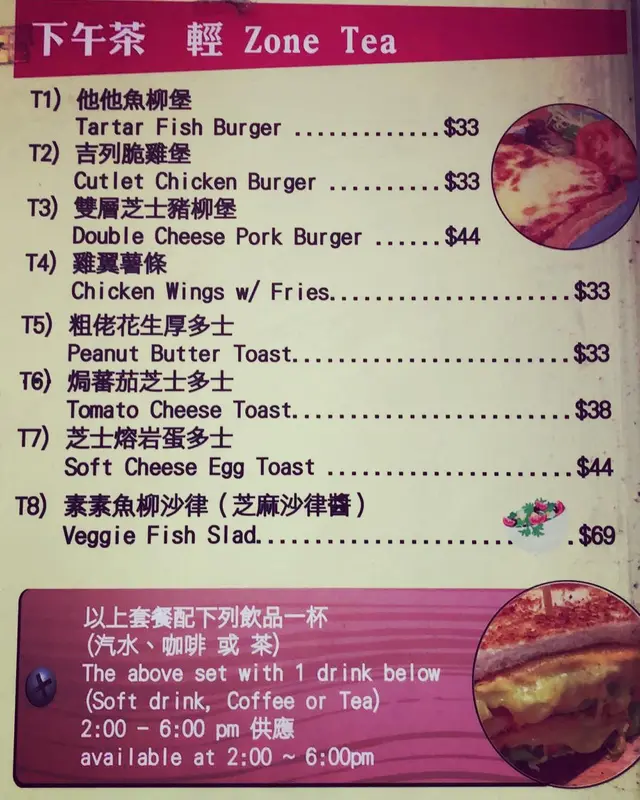 下午茶 輕 Zone Tea
T1) 他他魚柳堡
Tartar Fish Burger .............$33
T2) 吉列脆雞堡
Cutlet Chicken Burger ..........$33
T3) 雙層芝士豬柳堡
Double Cheese Pork Burger ......$44
T4) 雞翼薯條
Chicken Wings w/ Fries.....................$33
T5) 粗佬花生厚多士
Peanut Butter Toast........................$33
T6) 焗蕃茄芝士多士
Tomato Cheese Toast........................$38
T7) 芝士熔岩蛋多士
Soft Cheese Egg Toast .....................$44
T8) 素素魚柳沙律 (芝麻沙律醬)
Veggie Fish Slad...........................$69
以上套餐配下列飲品一杯
(汽水、咖啡 或 茶)
The above set with 1 drink below
(Soft drink, Coffee or Tea)
2:00 - 6:00 pm 供應
available at 2:00 ~ 6:00pm